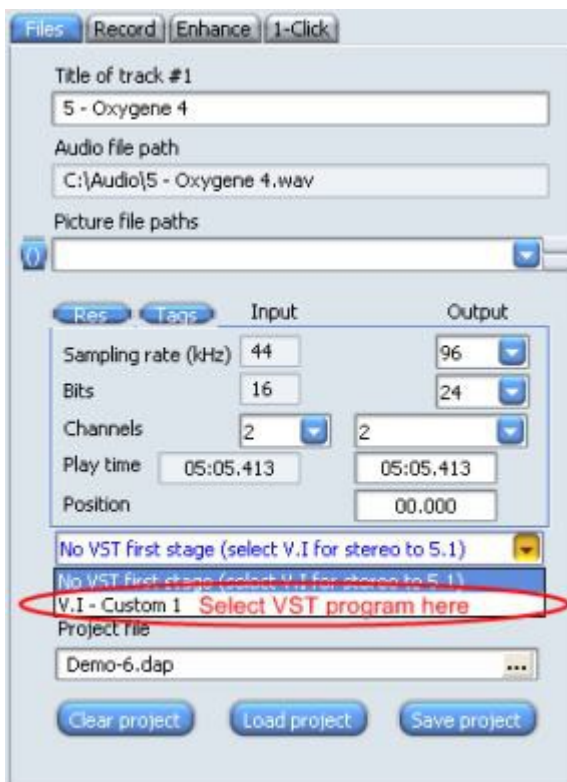 Files Record Enhance 1-Click
Title of track #1
5 - Oxygene 4
Audio file path
C:\Audio\5 - Oxygene 4.wav
Picture file paths
()
Res Tags Input Output
Sampling rate (kHz) 44 96
Bits 16 24
Channels 2 2
Play time 05:05.413 05:05.413
Position 00.000
No VST first stage (select V.I for stereo to 5.1)
No VST first stage (select V.I for stereo to 5.1)
V.I - Custom 1 Select VST program here
Project file
Demo-6.dap ...
Clear project Load project Save project